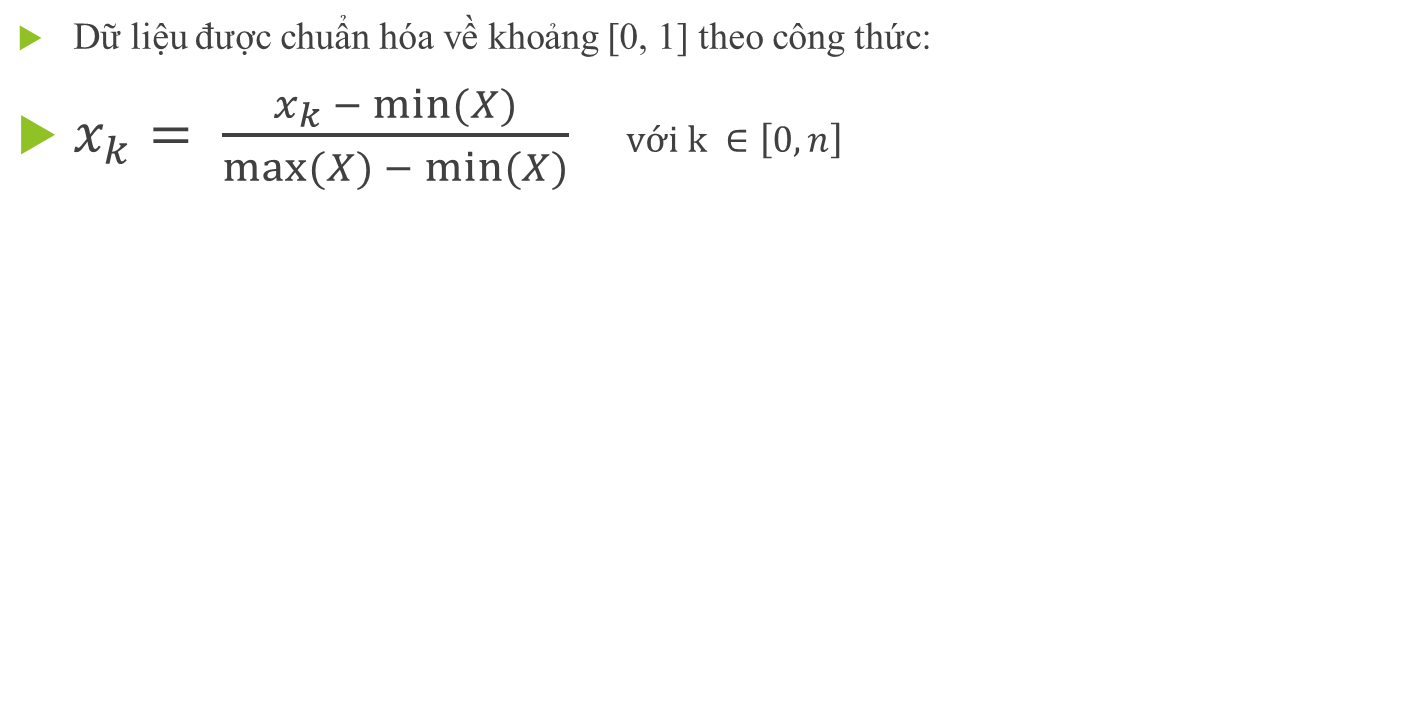 Dữ liệu được chuẩn hóa về khoảng [0, 1] theo công thức:
x_k = \frac{x_k − min(X)}{max(X) − min(X)} với k ∈ [0, n]